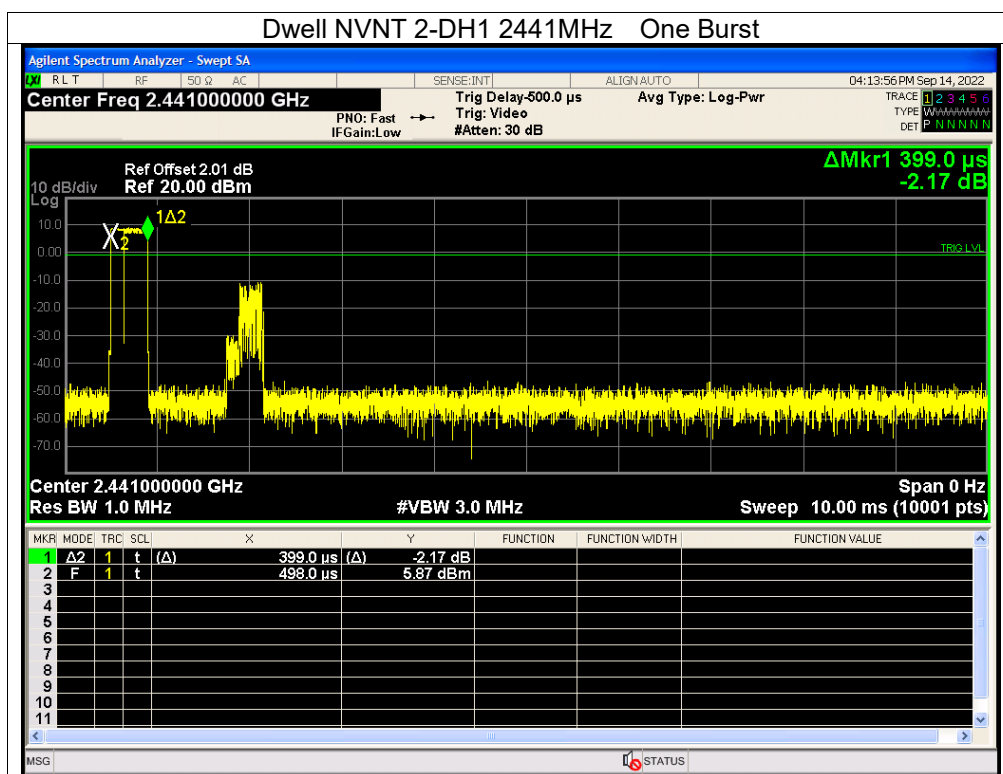 Dwell NVNT 2-DH1 2441MHz One Burst
Agilent Spectrum Analyzer - Swept SA
LXI RLT RF 50 Ω AC SENSE:INT ALIGN AUTO 04:13:56 PM Sep 14, 2022
Center Freq 2.441000000 GHz Trig Delay-500.0 µs Avg Type: Log-Pwr TRACE 1 2 3 4 5 6
PNO: Fast Trig: Video TYPE WWWWWW
IFGain:Low #Atten: 30 dB DET P N N N N N
ΔMkr1 399.0 µs
Ref Offset 2.01 dB
-2.17 dB
10 dB/div Ref 20.00 dBm
Log
1Δ2
10.0
X2
0.00
TRIG LVL
-10.0
-20.0
-30.0
-40.0
-50.0
-60.0
-70.0
Center 2.441000000 GHz Span 0 Hz
Res BW 1.0 MHz #VBW 3.0 MHz Sweep 10.00 ms (10001 pts)
MKR MODE TRC SCL X Y FUNCTION FUNCTION WIDTH FUNCTION VALUE
1 Δ2 1 t (Δ) 399.0 µs (Δ) -2.17 dB
2 F 1 t 498.0 µs 5.87 dBm
3
4
5
6
7
8
9
10
11
MSG STATUS